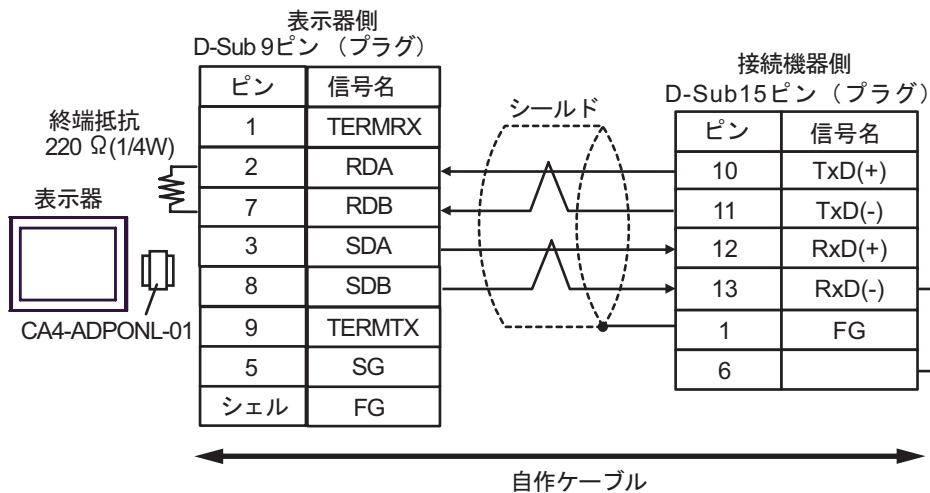 表示器側
D-Sub 9ピン （プラグ）
ピン 信号名
1 TERMRX
2 RDA
7 RDB
3 SDA
8 SDB
9 TERMTX
5 SG
シェル FG
終端抵抗
220 Ω(1/4W)
表示器
CA4-ADPONL-01
シールド
接続機器側
D-Sub15ピン（プラグ）
ピン 信号名
10 TxD(+)
11 TxD(-)
12 RxD(+)
13 RxD(-)
1 FG
6
自作ケーブル